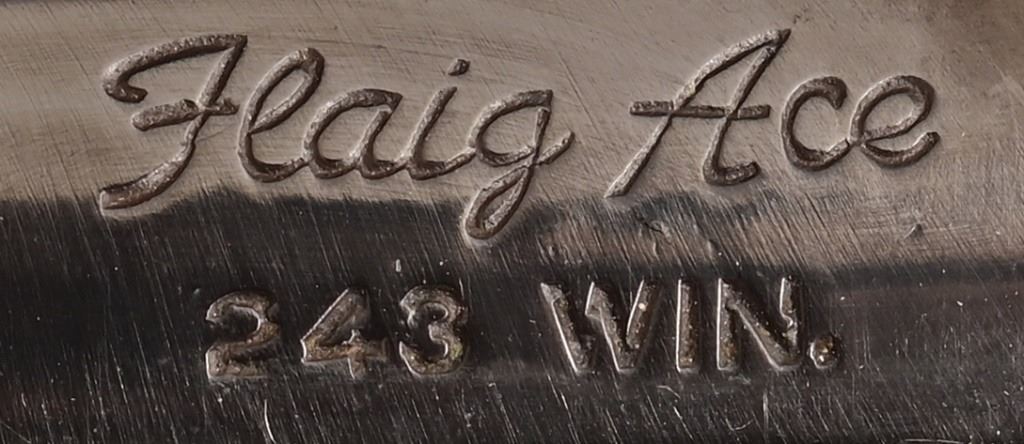 Flaig Ace
243 WIN.